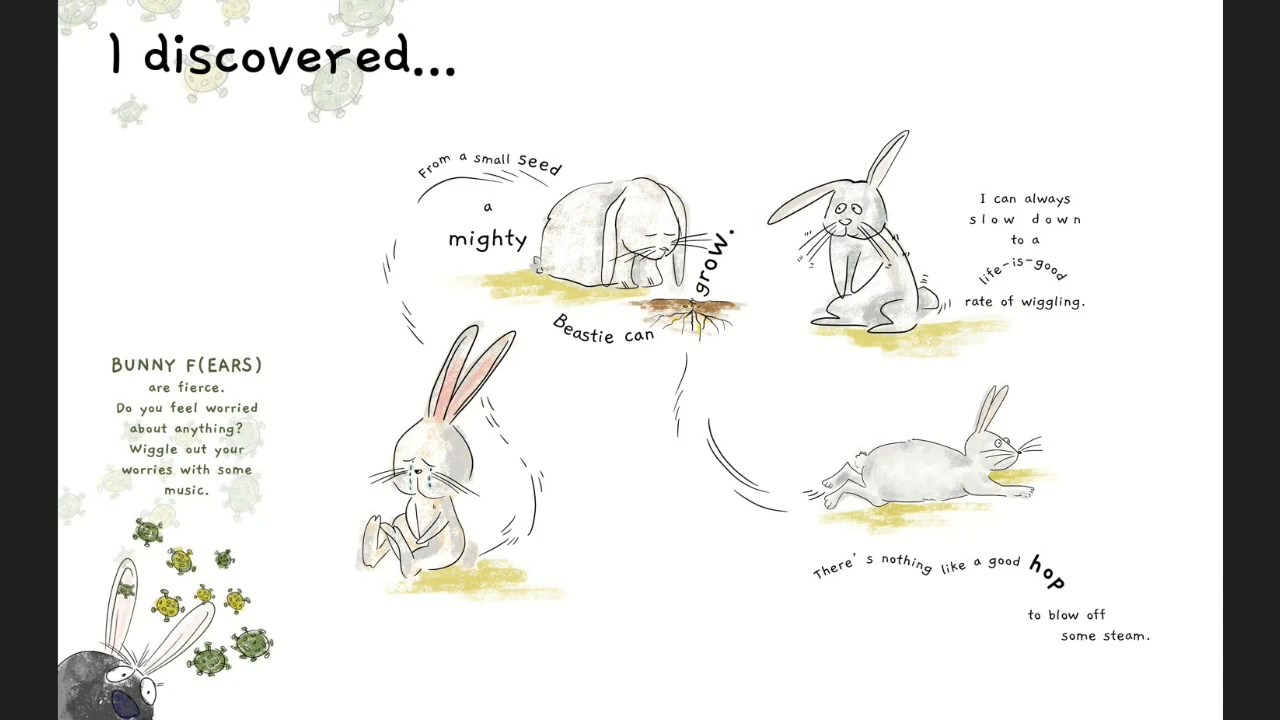 I discovered...
From a small seed
a
mighty
Beastie can
grow.
I can always
slow down
to a
life-is-good
rate of wiggling.
BUNNY F(EARS)
are fierce.
Do you feel worried
about anything?
Wiggle out your
worries with some
music.
There's nothing like a good hop
to blow off
some steam.